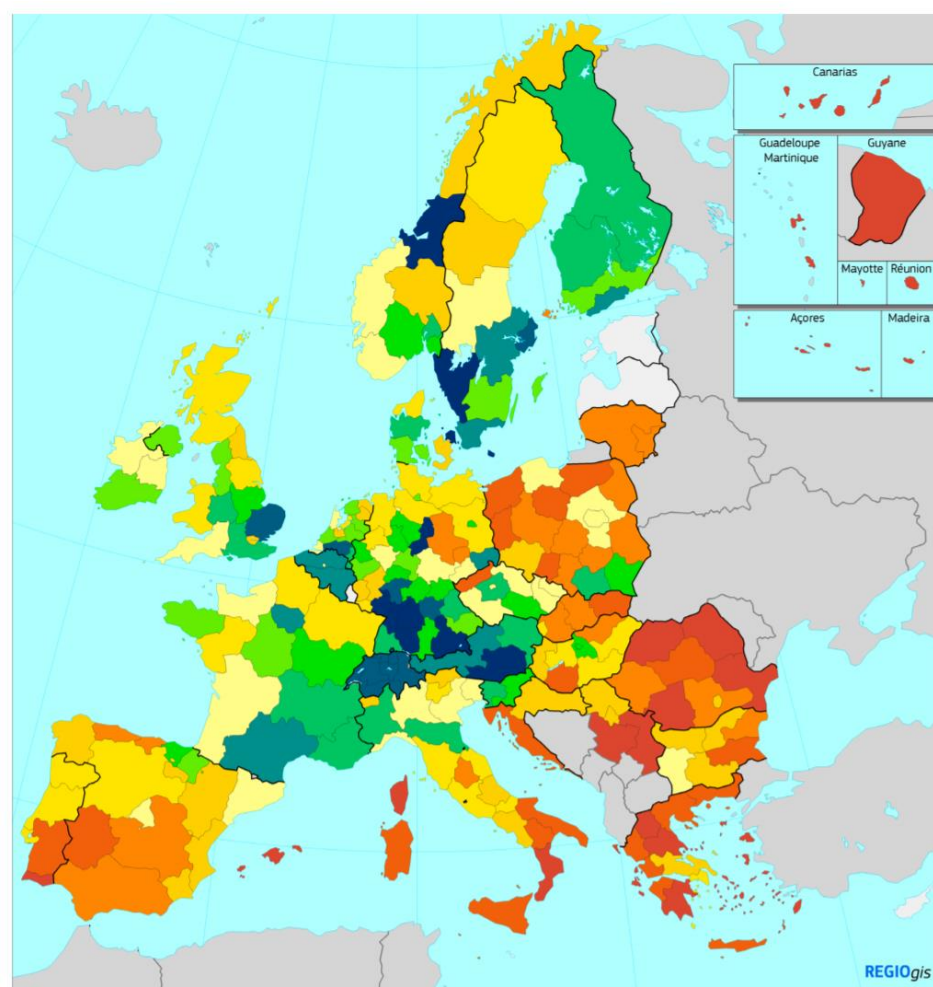 Canarias
Guadeloupe
Martinique
Guyane
Mayotte
Réunion
Açores
Madeira
REGIOgis